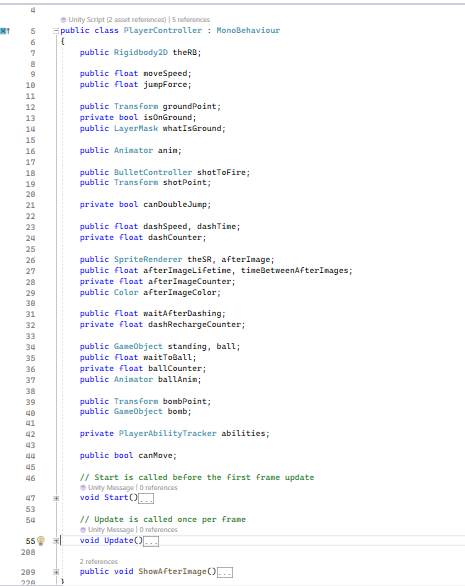 4
Unity Script (2 asset references) | 5 references
5 public class PlayerController : MonoBehaviour
6 {
7 public Rigidbody2D theRB;
8
9 public float moveSpeed;
10 public float jumpForce;
11
12 public Transform groundPoint;
13 private bool isOnGround;
14 public LayerMask whatIsGround;
15
16 public Animator anim;
17
18 public BulletController shotToFire;
19 public Transform shotPoint;
20
21 private bool canDoubleJump;
22
23 public float dashSpeed, dashTime;
24 private float dashCounter;
25
26 public SpriteRenderer theSR, afterImage;
27 public float afterImageLifetime, timeBetweenAfterImages;
28 private float afterImageCounter;
29 public Color afterImageColor;
30
31 public float waitAfterDashing;
32 private float dashRechargeCounter;
33
34 public GameObject standing, ball;
35 public float waitToBall;
36 private float ballCounter;
37 public Animator ballAnim;
38
39 public Transform bombPoint;
40 public GameObject bomb;
41
42 private PlayerAbilityTracker abilities;
43
44 public bool canMove;
45
46 // Start is called before the first frame update
Unity Message | 0 references
47 void Start()...
53
54 // Update is called once per frame
Unity Message | 0 references
55 void Update()...
208
2 references
209 public void ShowAfterImage()...
220 }